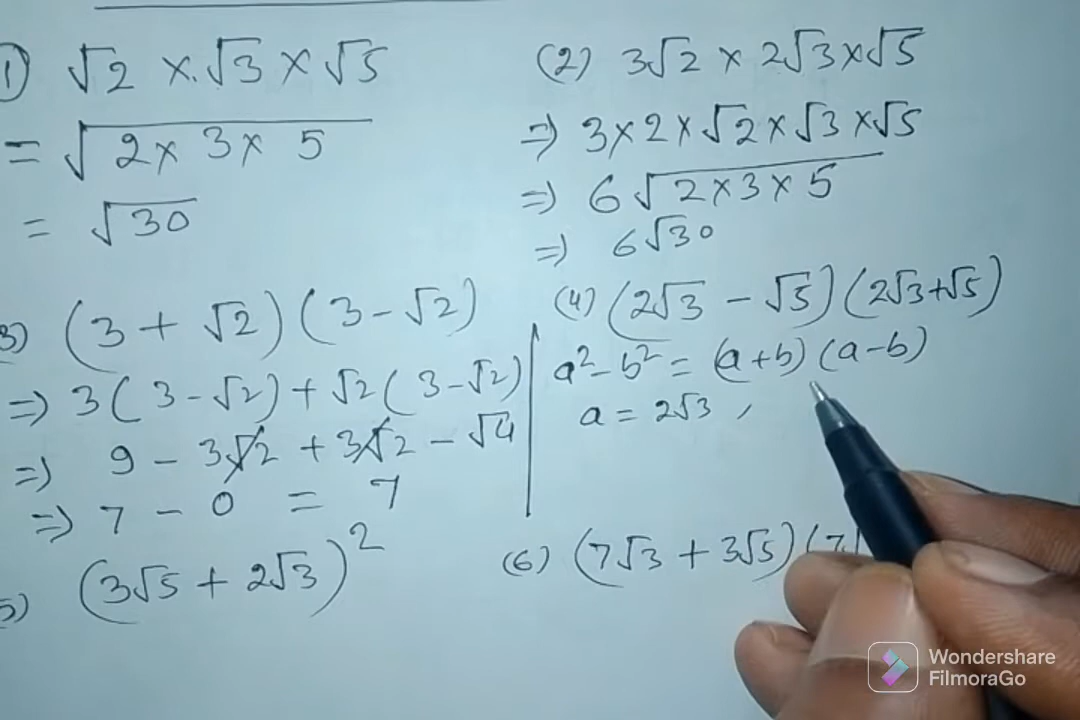 1) √2 ×.√3 × √5
= √2× 3× 5
= √30
(2) 3√2 × 2√3×√5
=) 3×2×√2×√3×√5
=) 6√2×3×5
=) 6√30
3) (3 + √2)(3-√2)
=) 3(3-√2)+√2(3-√2)
=) 9 - 3√2 + 3√2 - √4
=) 7 - 0 = 7
(4) (2√3 - √5)(2√3+√5)
a²-b² = (a+b)(a-b)
a = 2√3 ,
5) (3√5 + 2√3)²
(6) (7√3 + 3√5)(7√
Wondershare
FilmoraGo